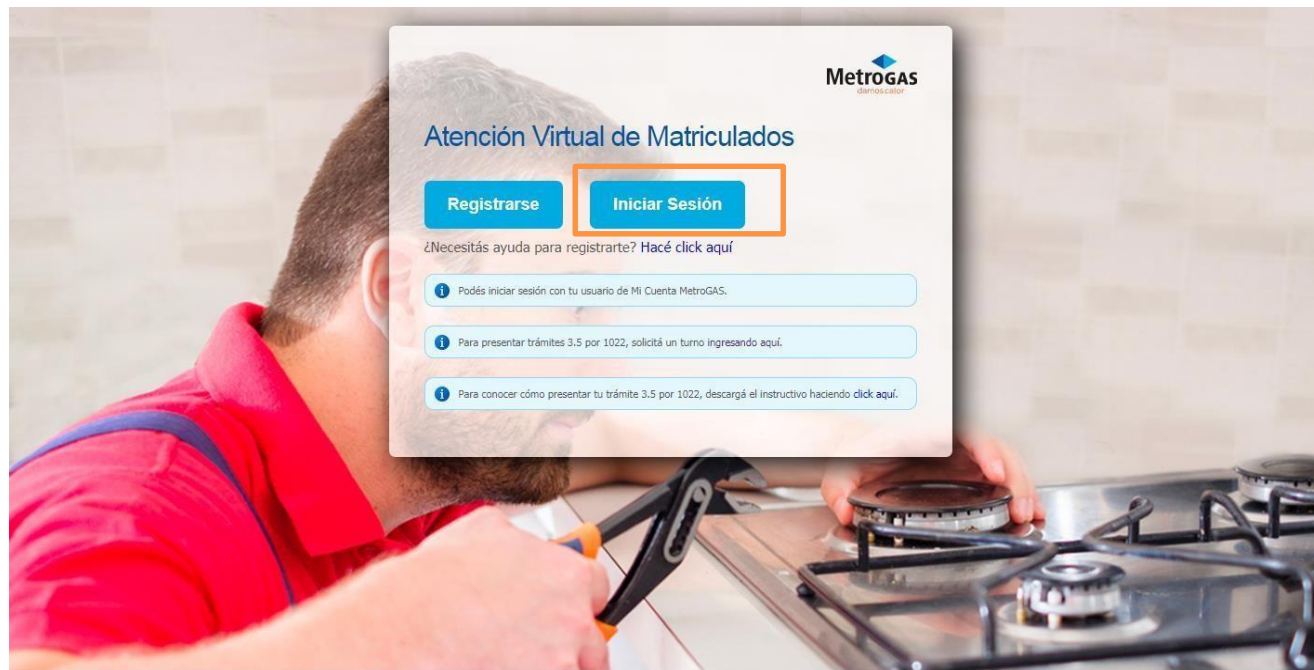 MetroGAS
damos calor
Atención Virtual de Matriculados
Registrarse
Iniciar Sesión
¿Necesitás ayuda para registrarte? Hacé click aquí
Podés iniciar sesión con tu usuario de Mi Cuenta MetroGAS.
Para presentar trámites 3.5 por 1022, solicitá un turno ingresando aquí.
Para conocer cómo presentar tu trámite 3.5 por 1022, descargá el instructivo haciendo click aquí.